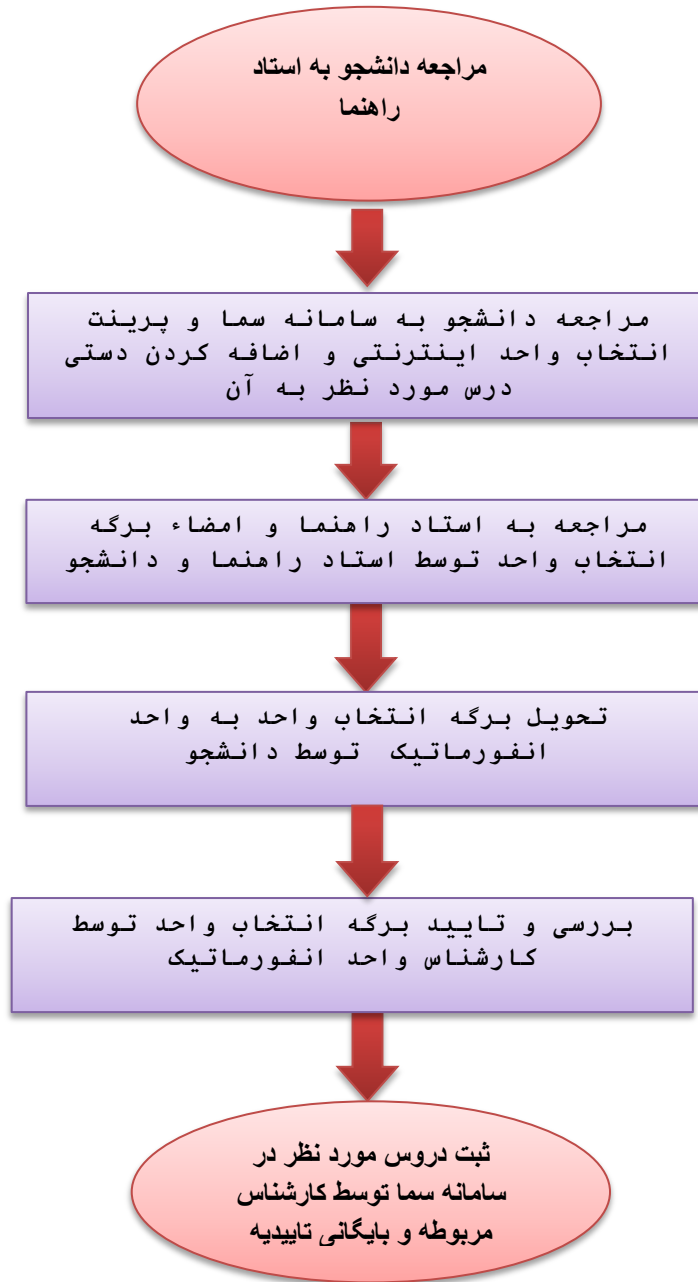 مراجعه دانشجو به استاد
راهنما
مراجعه دانشجو به سامانه سما و پرینت
انتخاب واحد اینترنتی و اضافه کردن دستی
درس مورد نظر به آن
مراجعه به استاد راهنما و امضاء برگه
انتخاب واحد توسط استاد راهنما و دانشجو
تحویل برگه انتخاب واحد به واحد
انفورماتیک توسط دانشجو
بررسی و تایید برگه انتخاب واحد توسط
کارشناس واحد انفورماتیک
ثبت دروس مورد نظر در
سامانه سما توسط کارشناس
مربوطه و بایگانی تاییدیه